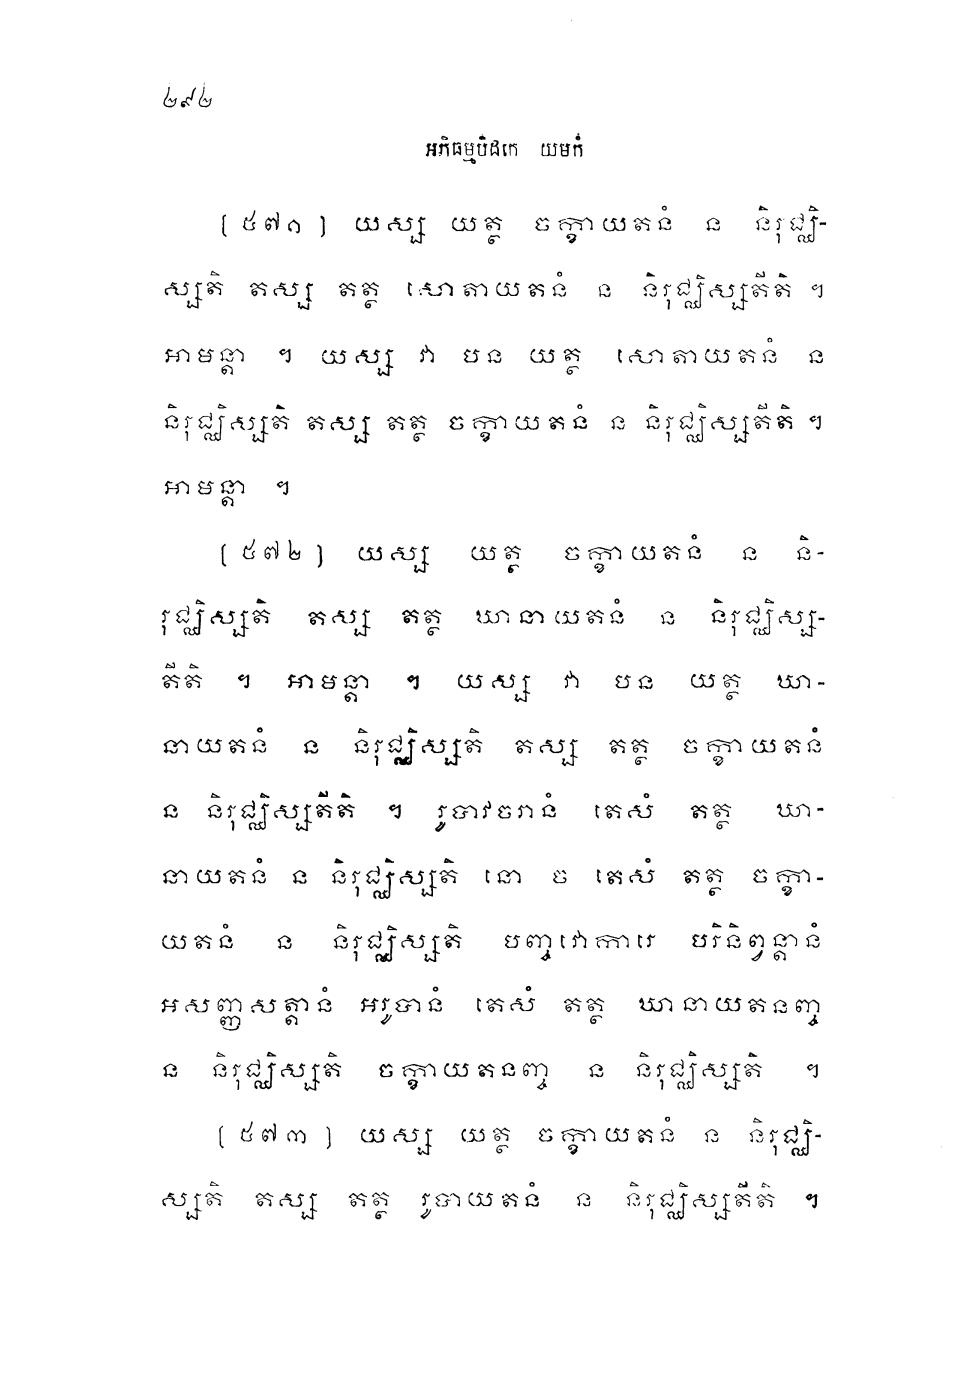 ២៩២
អភិធម្មបិដកេ យមកំ
[ ៥៧១ ] យស្ស យត្ថ ចក្ខាយតនំ ន និរុជ្ឈិ-
ស្សតិ តស្ស តត្ថ សោតាយតនំ ន និរុជ្ឈិស្សតីតិ ។
អាមន្តា ។ យស្ស វា បន យត្ថ សោតាយតនំ ន
និរុជ្ឈិស្សតិ តស្ស តត្ថ ចក្ខាយតនំ ន និរុជ្ឈិស្សតីតិ ។
អាមន្តា ។
[ ៥៧២ ] យស្ស យត្ថ ចក្ខាយតនំ ន និ-
រុជ្ឈិស្សតិ តស្ស តត្ថ ឃានាយតនំ ន និរុជ្ឈិស្ស-
តីតិ ។ អាមន្តា ។ យស្ស វា បន យត្ថ ឃា-
នាយតនំ ន និរុជ្ឈិស្សតិ តស្ស តត្ថ ចក្ខាយតនំ
ន និរុជ្ឈិស្សតីតិ ។ រូបាវចរានំ តេសំ តត្ថ ឃា-
នាយតនំ ន និរុជ្ឈិស្សតិ នោ ច តេសំ តត្ថ ចក្ខា-
យតនំ ន និរុជ្ឈិស្សតិ បញ្ចវោការេ បរិនិព្វន្តានំ
អសញ្ញសត្តានំ អរូបានំ តេសំ តត្ថ ឃានាយតនញ្ច
ន និរុជ្ឈិស្សតិ ចក្ខាយតនញ្ច ន និរុជ្ឈិស្សតិ ។
[ ៥៧៣ ] យស្ស យត្ថ ចក្ខាយតនំ ន និរុជ្ឈិ-
ស្សតិ តស្ស តត្ថ រូបាយតនំ ន និរុជ្ឈិស្សតីតិ ។